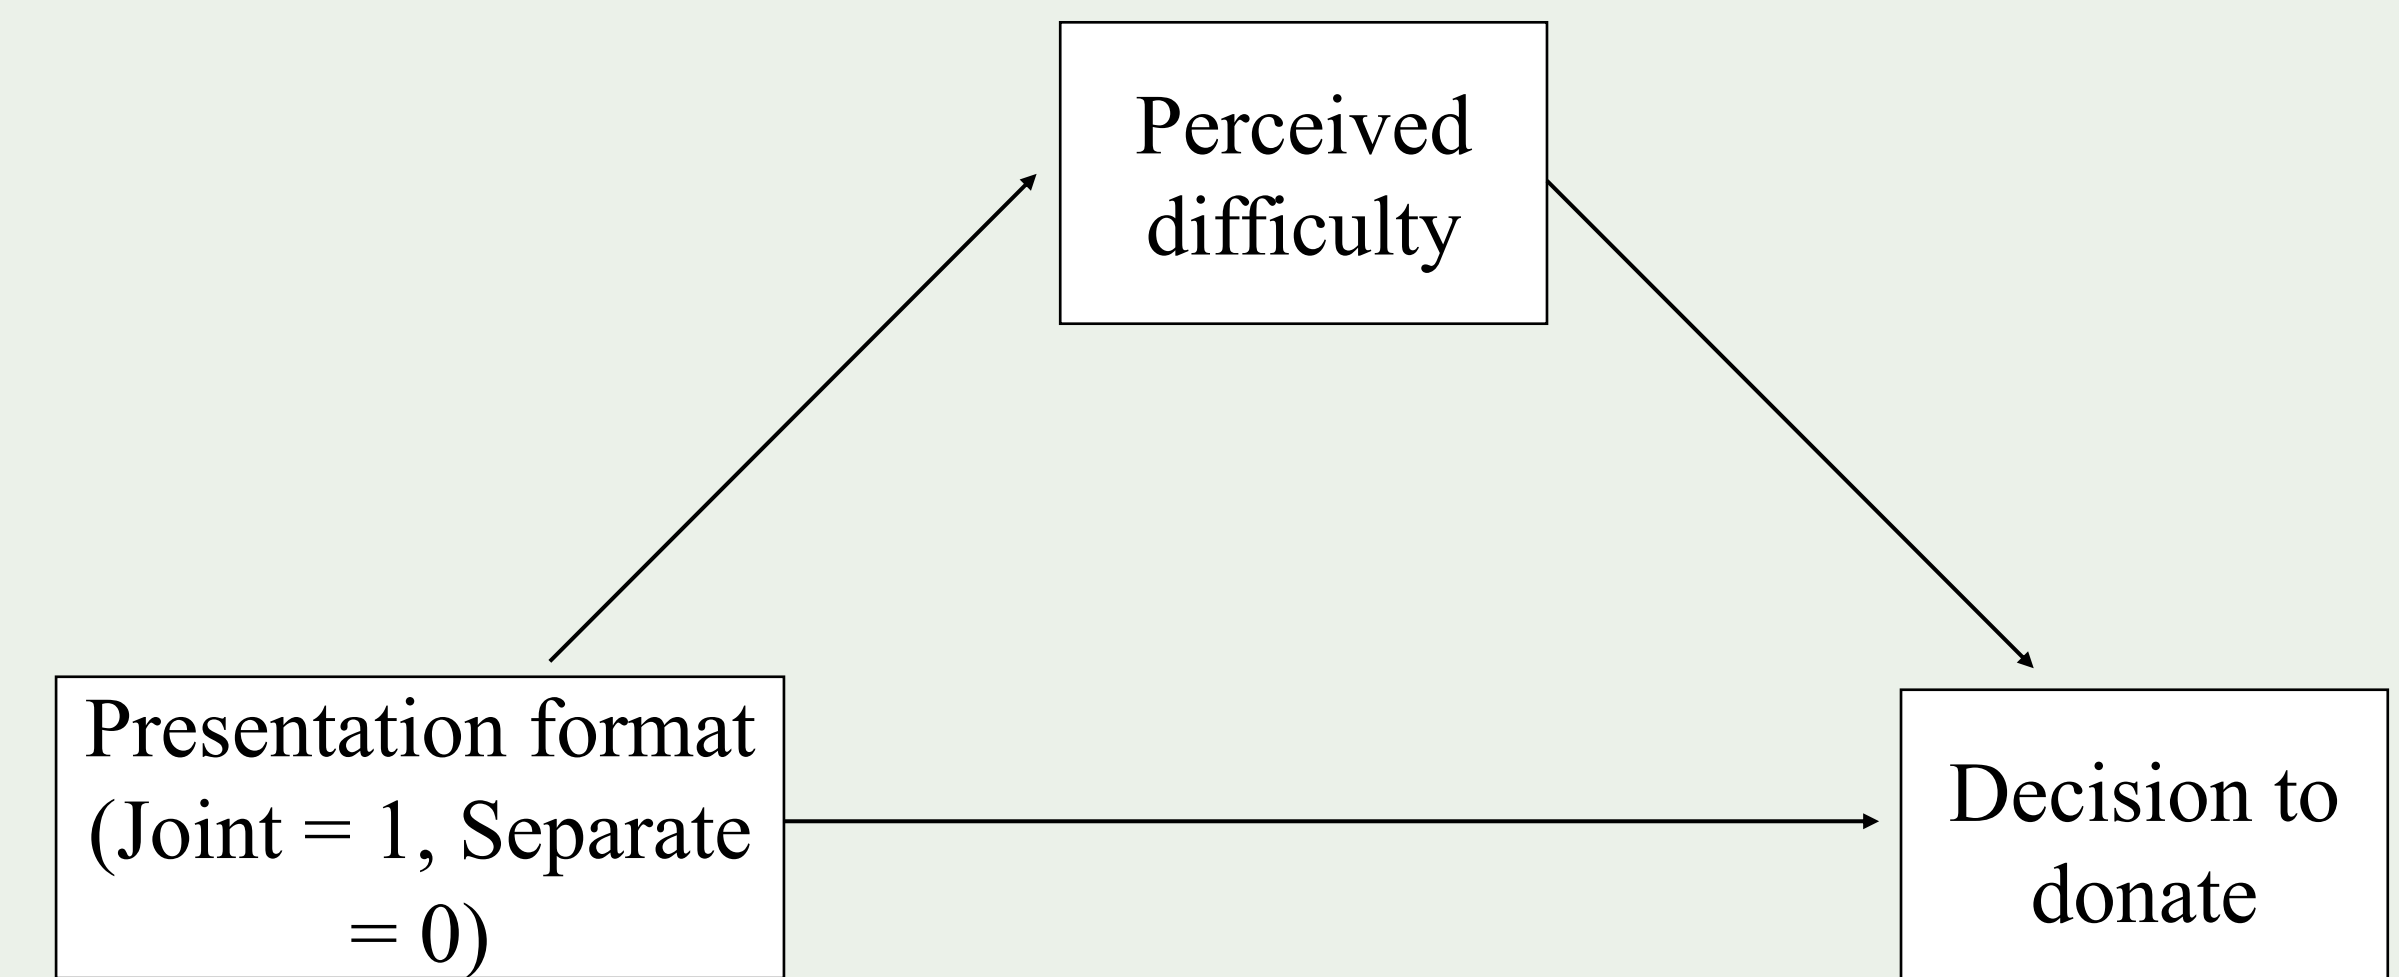 Perceived
difficulty
Presentation format
(Joint = 1, Separate
= 0)
Decision to
donate